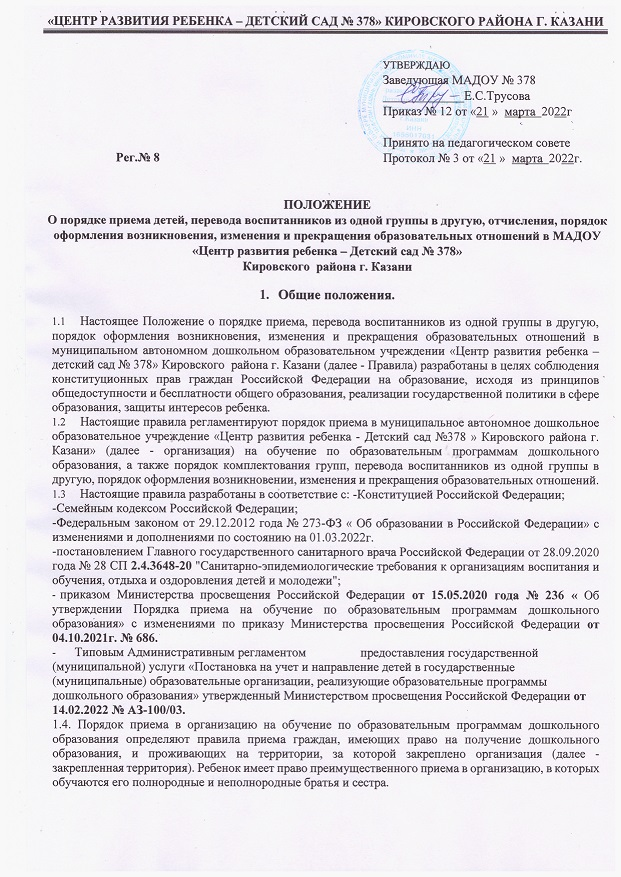 «ЦЕНТР РАЗВИТИЯ РЕБЕНКА – ДЕТСКИЙ САД № 378» КИРОВСКОГО РАЙОНА Г. КАЗАНИ
УТВЕРЖДАЮ
Заведующая МАДОУ № 378
Е.С.Трусова
Приказ № 12 от «21 » марта 2022г
Принято на педагогическом совете
Рег.№ 8
Протокол № 3 от «21 » марта 2022г.
ПОЛОЖЕНИЕ
О порядке приема детей, перевода воспитанников из одной группы в другую, отчисления, порядок
оформления возникновения, изменения и прекращения образовательных отношений в МАДОУ
«Центр развития ребенка – Детский сад № 378»
Кировского района г. Казани
1. Общие положения.
1.1 Настоящее Положение о порядке приема, перевода воспитанников из одной группы в другую,
порядок оформления возникновения, изменения и прекращения образовательных отношений в
муниципальном автономном дошкольном образовательном учреждении «Центр развития ребенка –
детский сад № 378» Кировского района г. Казани (далее - Правила) разработаны в целях соблюдения
конституционных прав граждан Российской Федерации на образование, исходя из принципов
общедоступности и бесплатности общего образования, реализации государственной политики в сфере
образования, защиты интересов ребенка.
1.2 Настоящие правила регламентируют порядок приема в муниципальное автономное дошкольное
образовательное учреждение «Центр развития ребенка - Детский сад №378 » Кировского района г.
Казани» (далее - организация) на обучение по образовательным программам дошкольного
образования, а также порядок комплектования групп, перевода воспитанников из одной группы в
другую, порядок оформления возникновении, изменения и прекращения образовательных отношений.
1.3 Настоящие правила разработаны в соответствие с: -Конституцией Российской Федерации;
-Семейным кодексом Российской Федерации;
-Федеральным законом от 29.12.2012 года № 273-ФЗ « Об образовании в Российской Федерации» с
изменениями и дополнениями по состоянию на 01.03.2022г.
-постановлением Главного государственного санитарного врача Российской Федерации от 28.09.2020
года № 28 СП 2.4.3648-20 "Санитарно-эпидемиологические требования к организациям воспитания и
обучения, отдыха и оздоровления детей и молодежи";
- приказом Министерства просвещения Российской Федерации от 15.05.2020 года № 236 « Об
утверждении Порядка приема на обучение по образовательным программам дошкольного
образования» с изменениями по приказу Министерства просвещения Российской Федерации от
04.10.2021г. № 686.
- Типовым Административным регламентом предоставления государственной
(муниципальной) услуги «Постановка на учет и направление детей в государственные
(муниципальные) образовательные организации, реализующие образовательные программы
дошкольного образования» утвержденный Министерством просвещения Российской Федерации от
14.02.2022 № АЗ-100/03.
1.4. Порядок приема в организацию на обучение по образовательным программам дошкольного
образования определяют правила приема граждан, имеющих право на получение дошкольного
образования, и проживающих на территории, за которой закреплено организация (далее -
закрепленная территория). Ребенок имеет право преимущественного приема в организацию, в которых
обучаются его полнородные и неполнородные братья и сестра.